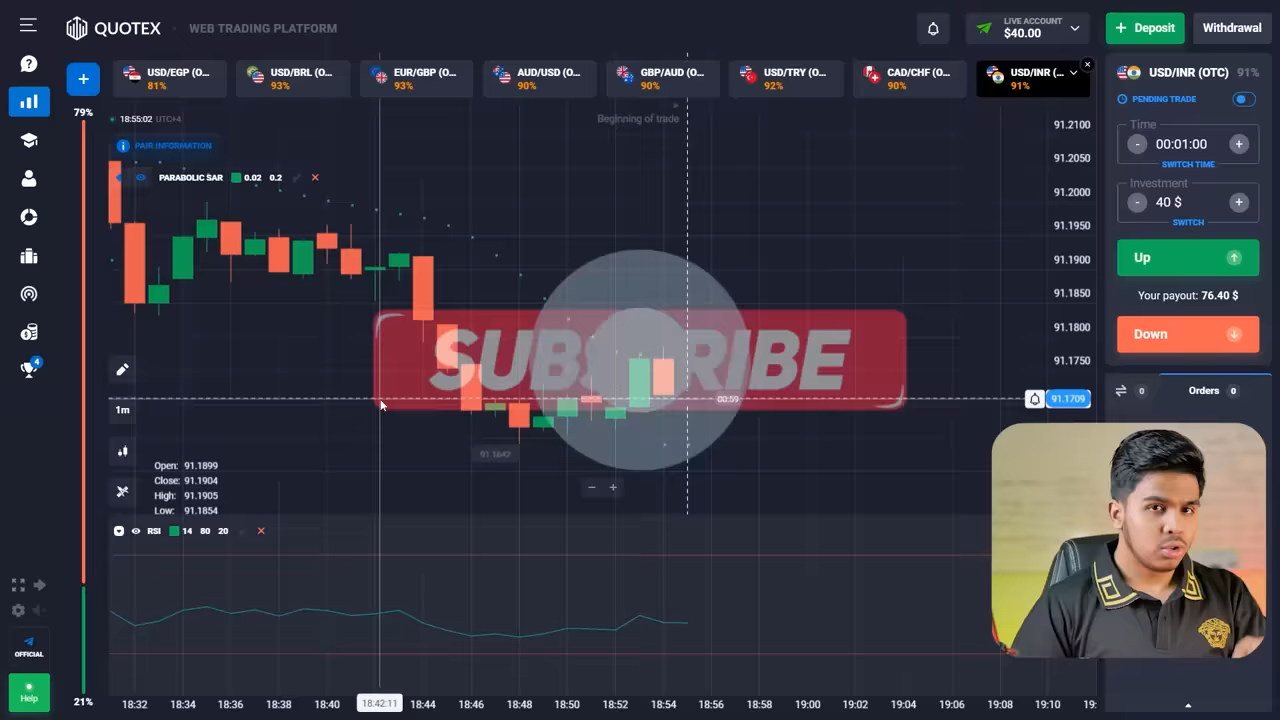 QUOTEX
WEB TRADING PLATFORM
LIVE ACCOUNT
$40.00
Deposit
Withdrawal
USD/EGP (O...
81%
USD/BRL (O...
93%
EUR/GBP (O...
93%
AUD/USD (O...
90%
GBP/AUD (O...
90%
USD/TRY (O...
92%
CAD/CHF (O...
90%
USD/INR (...
91%
USD/INR (OTC) 91%
79%
18:55:02 UTC+4
Beginning of trade
PAIR INFORMATION
PARABOLIC SAR 0.02 0.2
91.2100
91.2050
91.2000
91.1950
91.1900
91.1850
91.1800
91.1750
91.1709
PENDING TRADE
Time
- 00:01:00 +
SWITCH TIME
Investment
- 40 $ +
SWITCH
Up
Your payout: 76.40 $
Down
0
Orders 0
SUBSCRIBE
00:59
91.1642
1m
4
Open: 91.1899
Close: 91.1904
High: 91.1905
Low: 91.1854
RSI 14 80 20
OFFICIAL
Help
21%
18:32 18:34 18:36 18:38 18:40 18:42:11 18:44 18:46 18:48 18:50 18:52 18:54 18:56 18:58 19:00 19:02 19:04 19:06 19:08 19:10 19:1